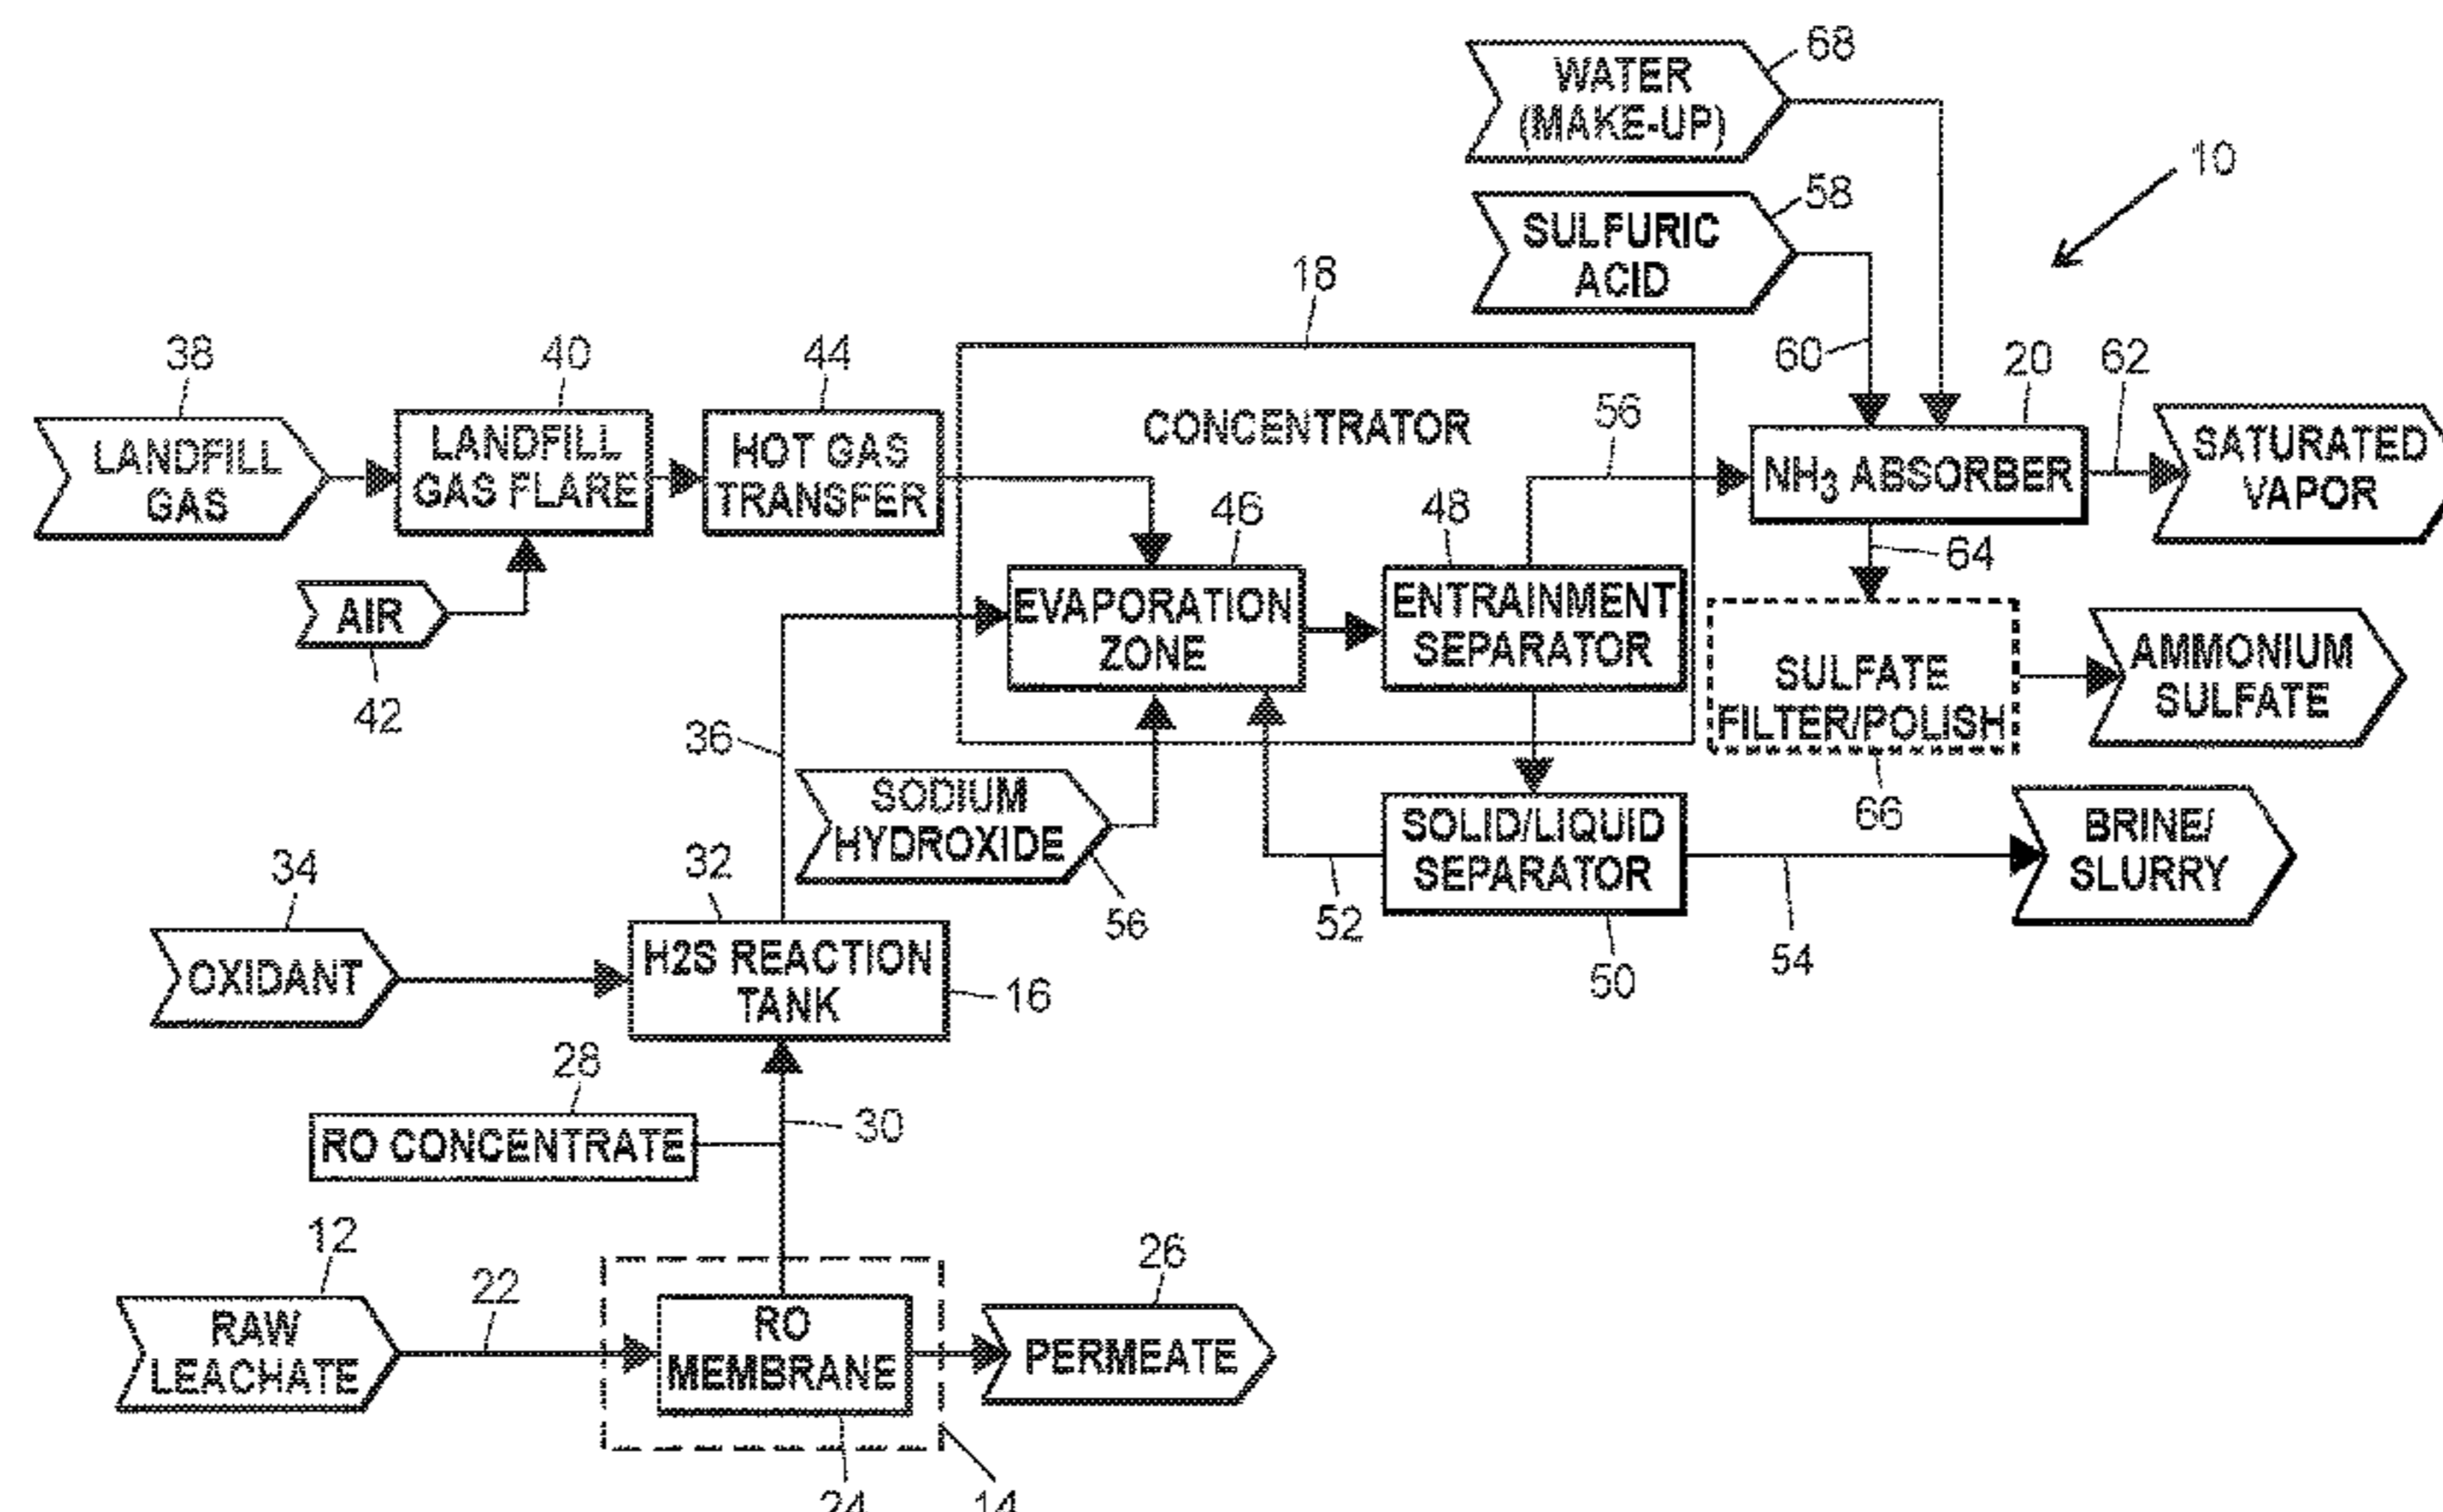 68
WATER
(MAKE-UP)
10
58
SULFURIC
ACID
18
38
40
44
60
20
62
CONCENTRATOR
56
LANDFILL
GAS
LANDFILL
GAS FLARE
HOT GAS
TRANSFER
NH3 ABSORBER
SATURATED
VAPOR
46
48
64
AIR
42
EVAPORATION
ZONE
ENTRAINMENT
SEPARATOR
SULFATE
FILTER/POLISH
66
AMMONIUM
SULFATE
36
SODIUM
HYDROXIDE
56
SOLID/LIQUID
SEPARATOR
52
50
54
BRINE/
SLURRY
34
32
OXIDANT
H2S REACTION
TANK
16
28
RO CONCENTRATE
30
12
22
RAW
LEACHATE
RO
MEMBRANE
26
PERMEATE
24
14